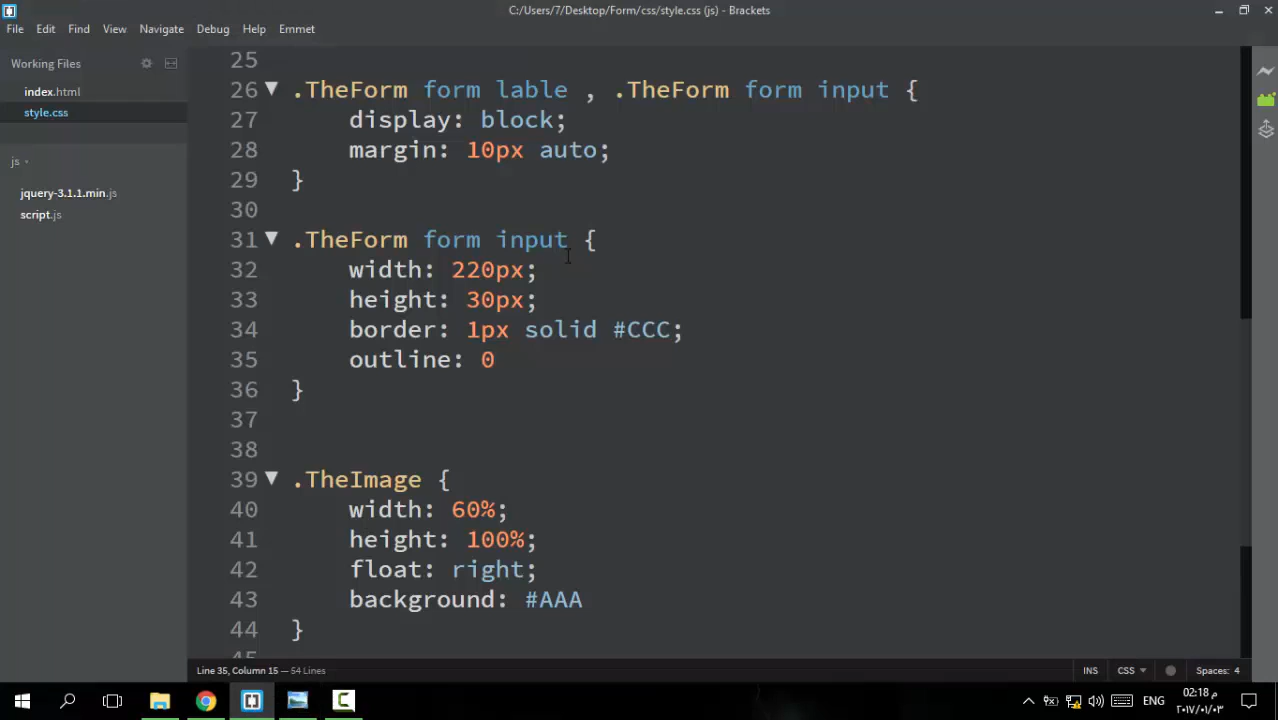 C:/Users/7/Desktop/Form/css/style.css (js) - Brackets
File Edit View Navigate Debug Help Emmet
Working Files
index.html
style.css
js
jquery-3.1.1.min.js
script.js
25
26 .TheForm form lable , .TheForm form input {
27 display: block;
28 margin: 10px auto;
29 }
30
31 .TheForm form input {
32 width: 220px;
33 height: 30px;
34 border: 1px solid #CCC;
35 outline: 0
36 }
37
38
39 .TheImage {
40 width: 60%;
41 height: 100%;
42 float: right;
43 background: #AAA
44 }
Line 35, Column 15 — 54 Lines
INS CSS Spaces: 4
ENG
02:18 م
٢٠١٧/٠١/٠٣